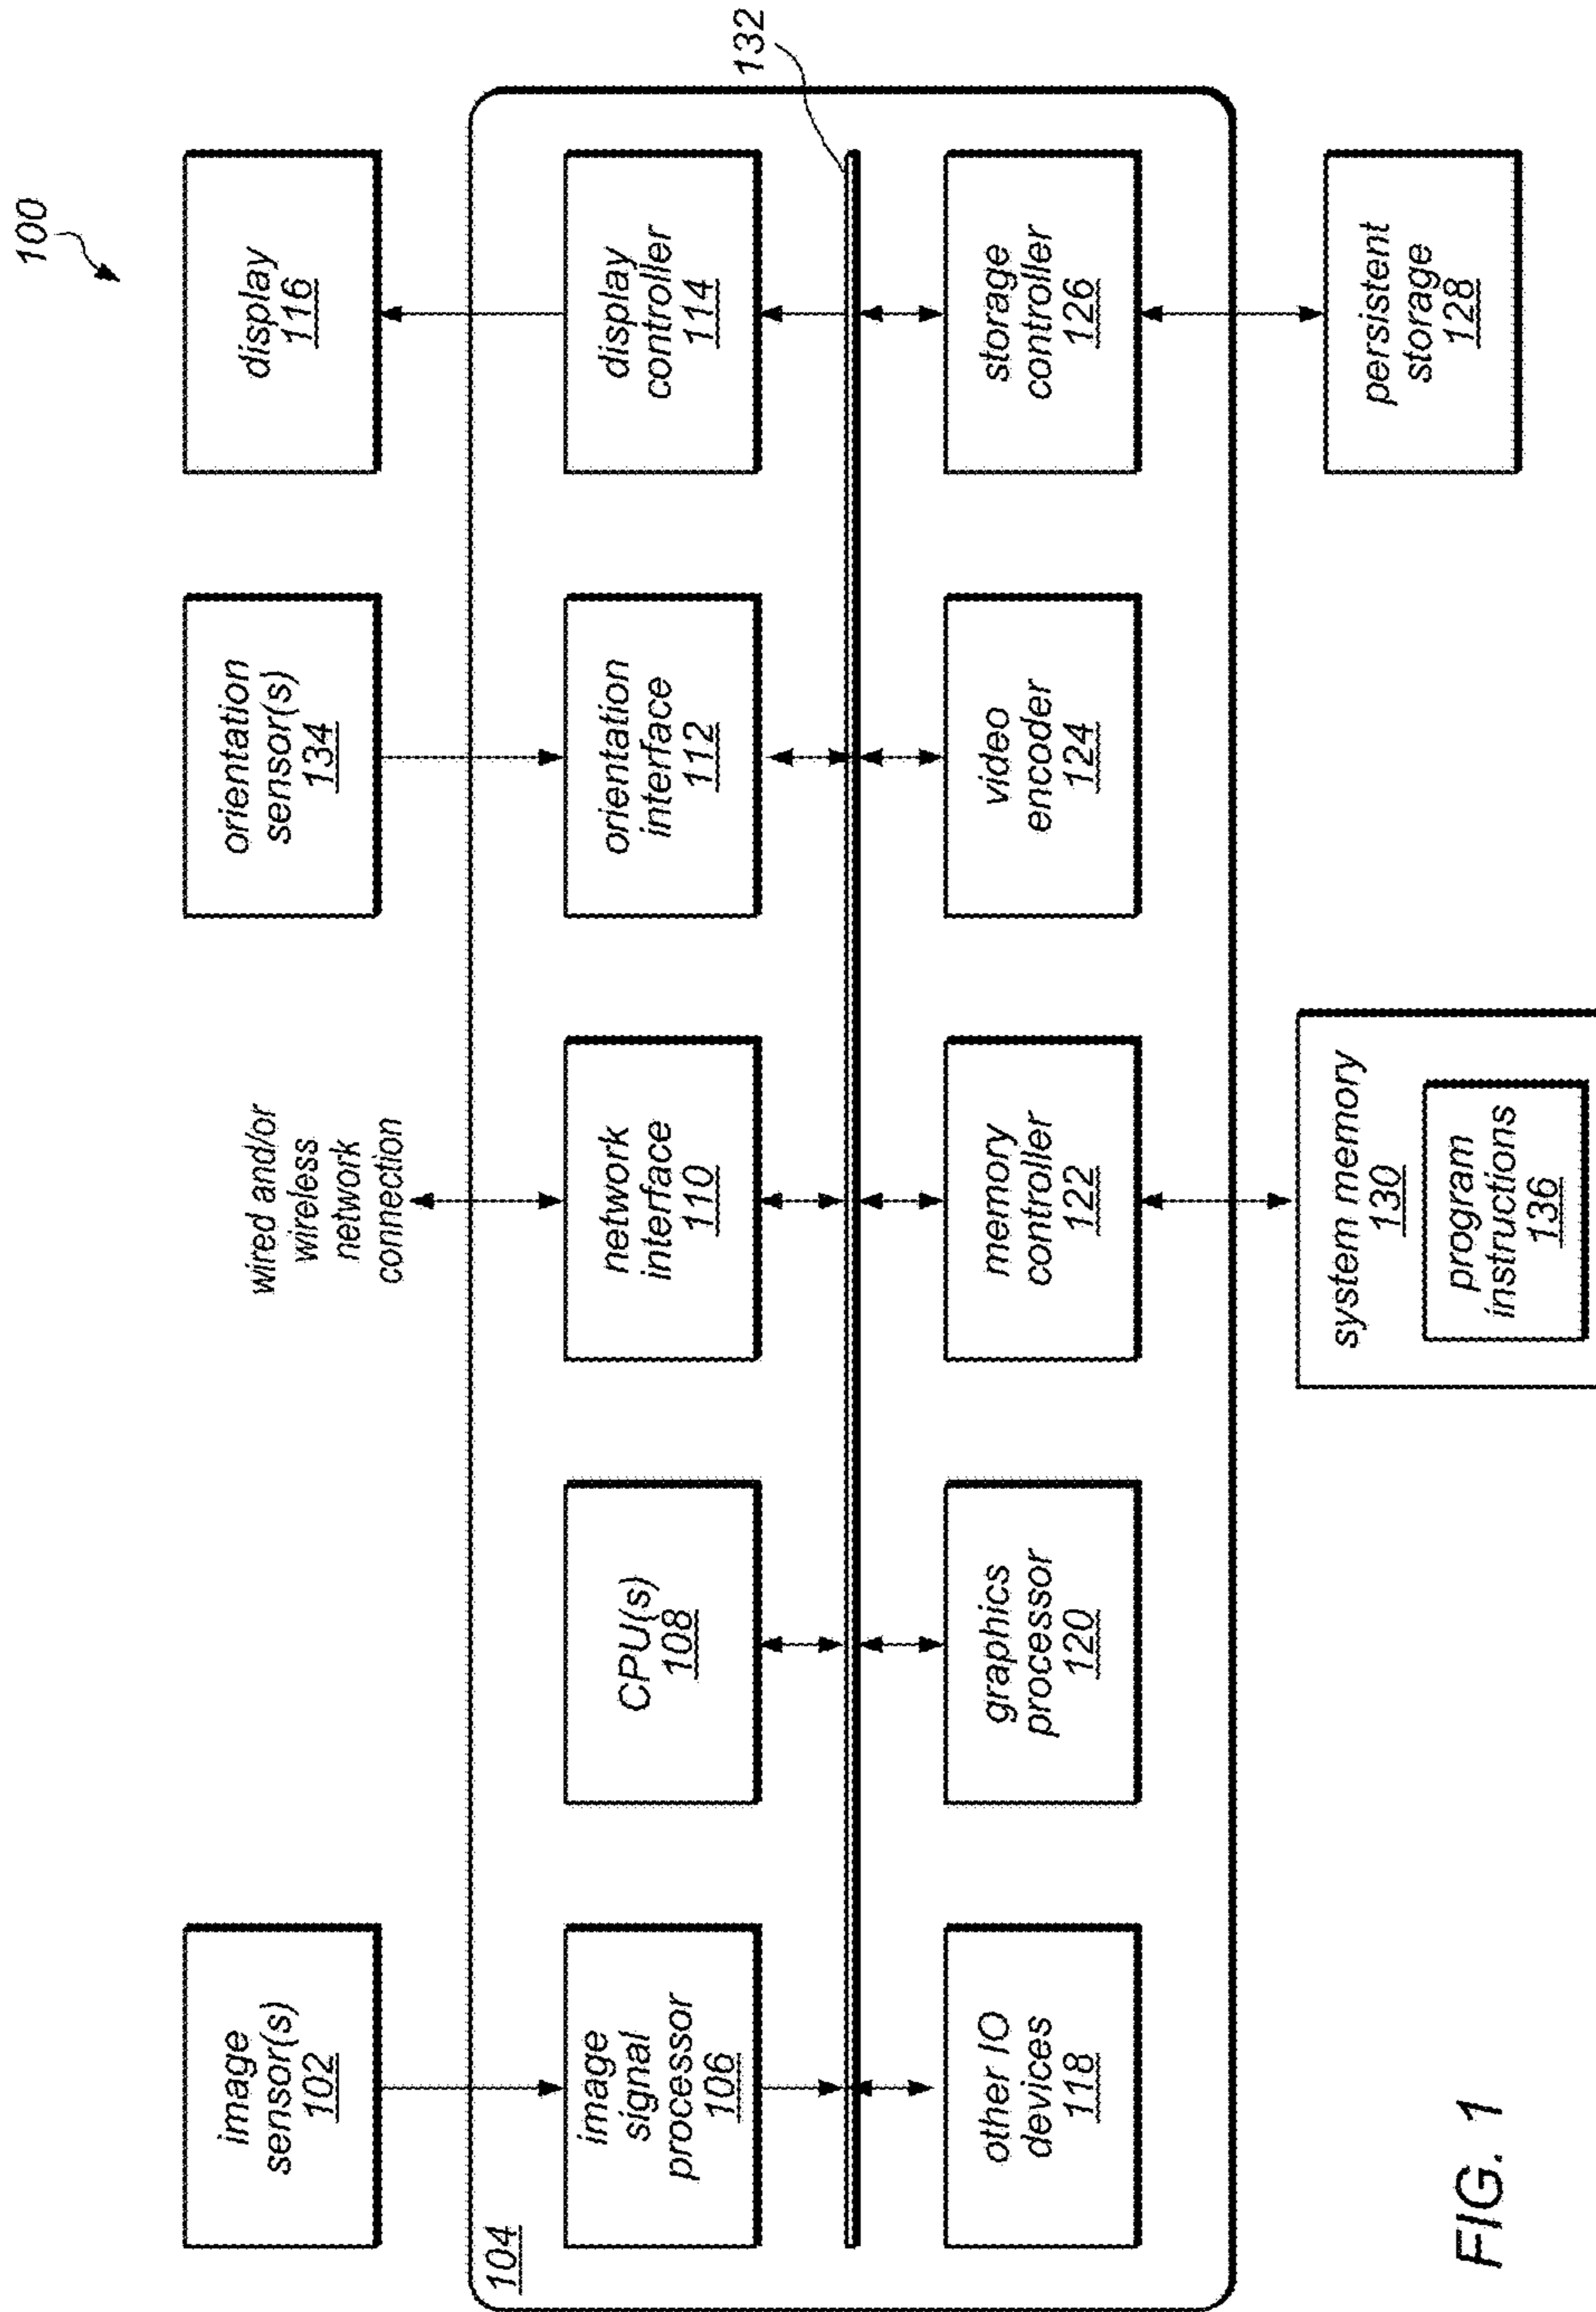 100
image
sensor(s)
102
wired and/or
wireless
network
connection
orientation
sensor(s)
134
display
116
104
image
signal
processor
106
CPU(s)
108
network
interface
110
orientation
interface
112
display
controller
114
132
other IO
devices
118
graphics
processor
120
memory
controller
122
video
encoder
124
storage
controller
126
system memory
130
program
instructions
136
persistent
storage
128
FIG. 1